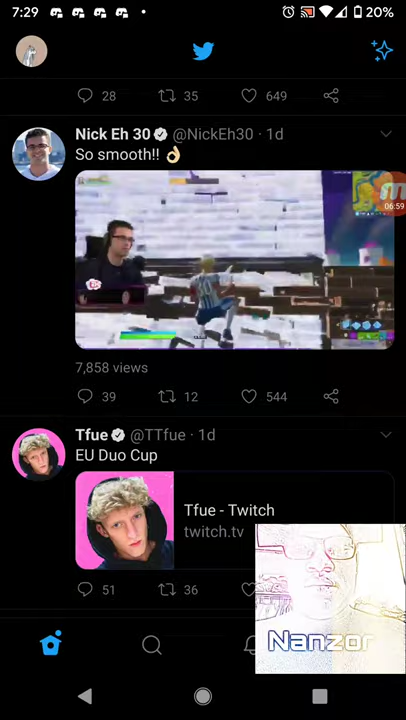 7:29
20%
28 35 649
Nick Eh 30 @NickEh30 · 1d
So smooth!! 👌🏻
06:59
7,858 views
39 12 544
Tfue @TTfue · 1d
EU Duo Cup
Tfue - Twitch
twitch.tv
51 36
Nanzor